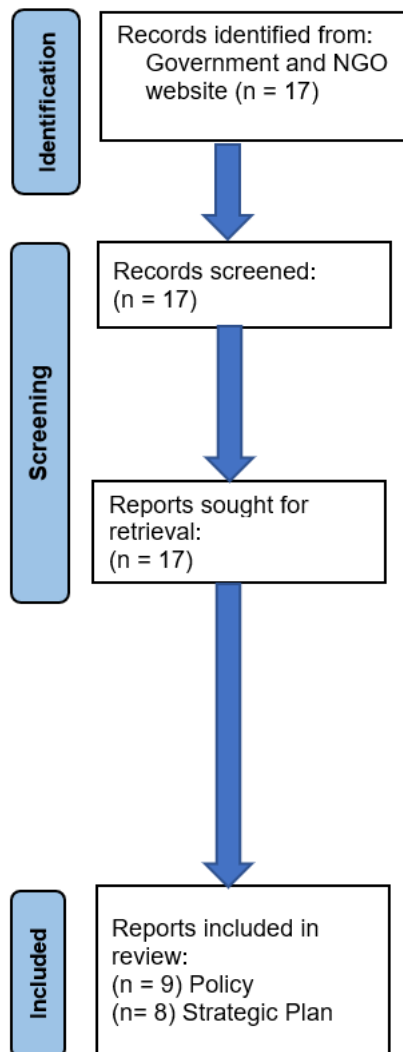 Identification
Records identified from:
Government and NGO
website (n = 17)
Screening
Records screened:
(n = 17)
Reports sought for
retrieval:
(n = 17)
Included
Reports included in
review:
(n = 9) Policy
(n= 8) Strategic Plan